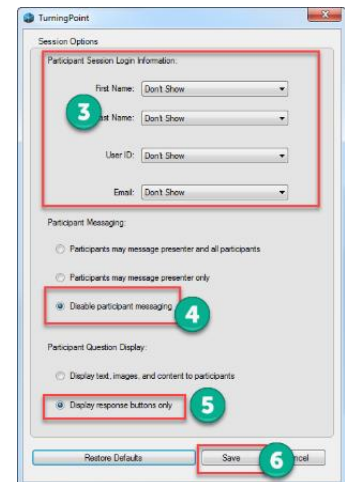 TurningPoint
Session Options
Participant Session Login Information:
First Name: Don't Show
3
Name: Don't Show
User ID: Don't Show
Email: Don't Show
Participant Messaging:
Participants may message presenter and all participants
Participants may message presenter only
Disable participant messaging
4
Participant Question Display:
Display text, images, and content to participants
Display response buttons only
5
Restore Defaults Save 6